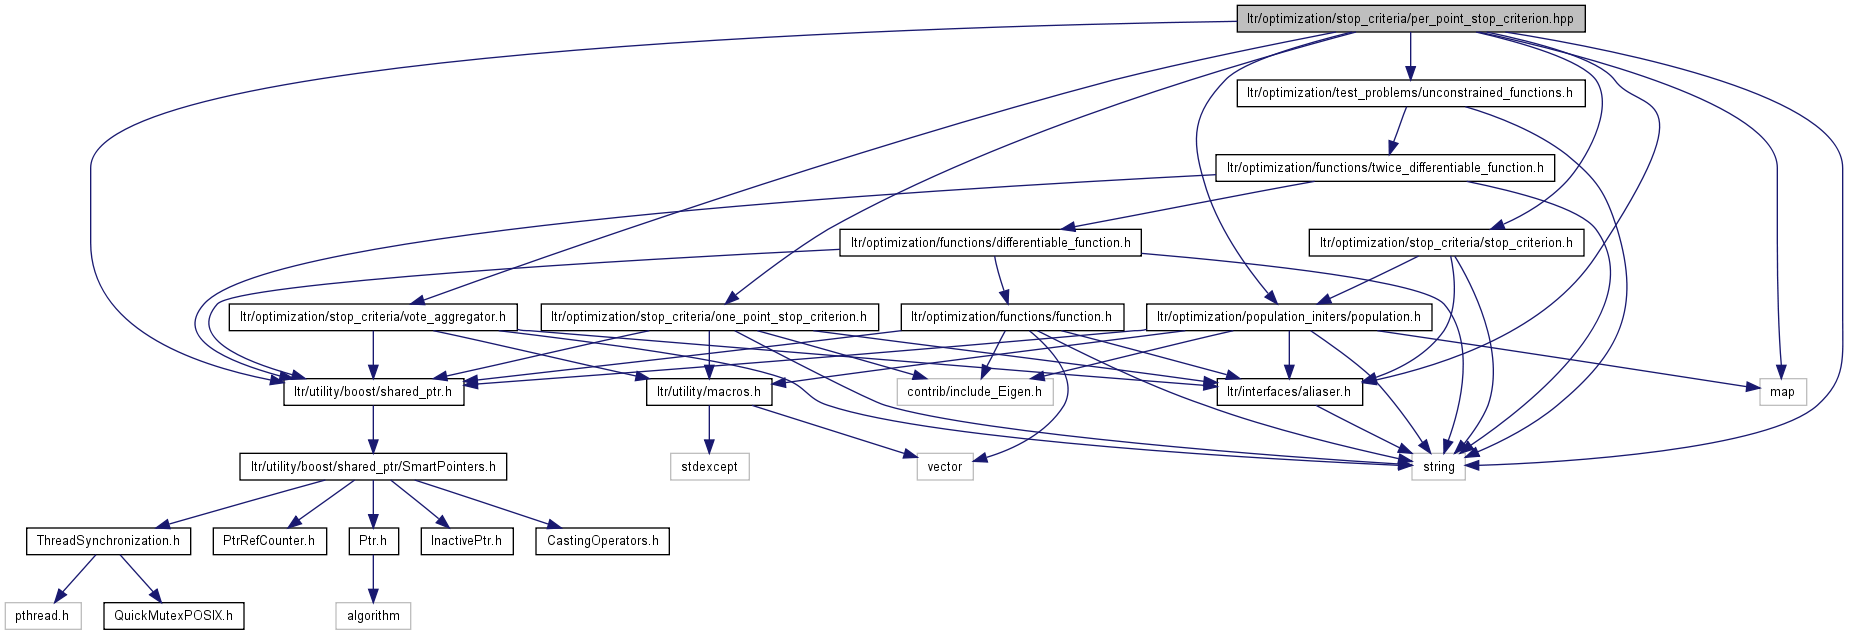 ltr/optimization/stop_criteria/per_point_stop_criterion.hpp
ltr/optimization/test_problems/unconstrained_functions.h
ltr/optimization/functions/twice_differentiable_function.h
ltr/optimization/functions/differentiable_function.h
ltr/optimization/stop_criteria/stop_criterion.h
ltr/optimization/stop_criteria/vote_aggregator.h
ltr/optimization/stop_criteria/one_point_stop_criterion.h
ltr/optimization/functions/function.h
ltr/optimization/population_initers/population.h
ltr/utility/boost/shared_ptr.h
ltr/utility/macros.h
contrib/include_Eigen.h
ltr/interfaces/aliaser.h
map
ltr/utility/boost/shared_ptr/SmartPointers.h
stdexcept
vector
string
ThreadSynchronization.h
PtrRefCounter.h
Ptr.h
InactivePtr.h
CastingOperators.h
pthread.h
QuickMutexPOSIX.h
algorithm